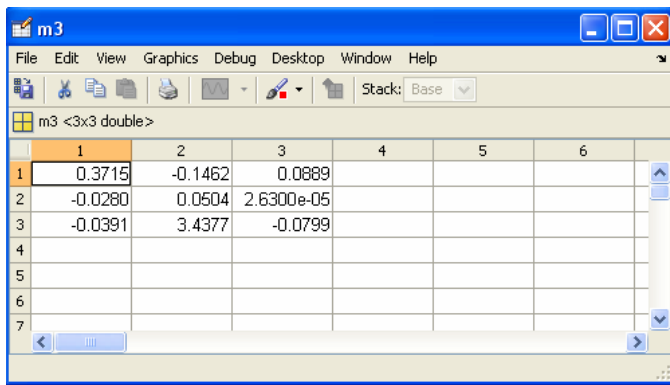 m3
File Edit View Graphics Debug Desktop Window Help
Stack: Base
m3 <3x3 double>
1 2 3 4 5 6
1 0.3715 -0.1462 0.0889
2 -0.0280 0.0504 2.6300e-05
3 -0.0391 3.4377 -0.0799
4
5
6
7